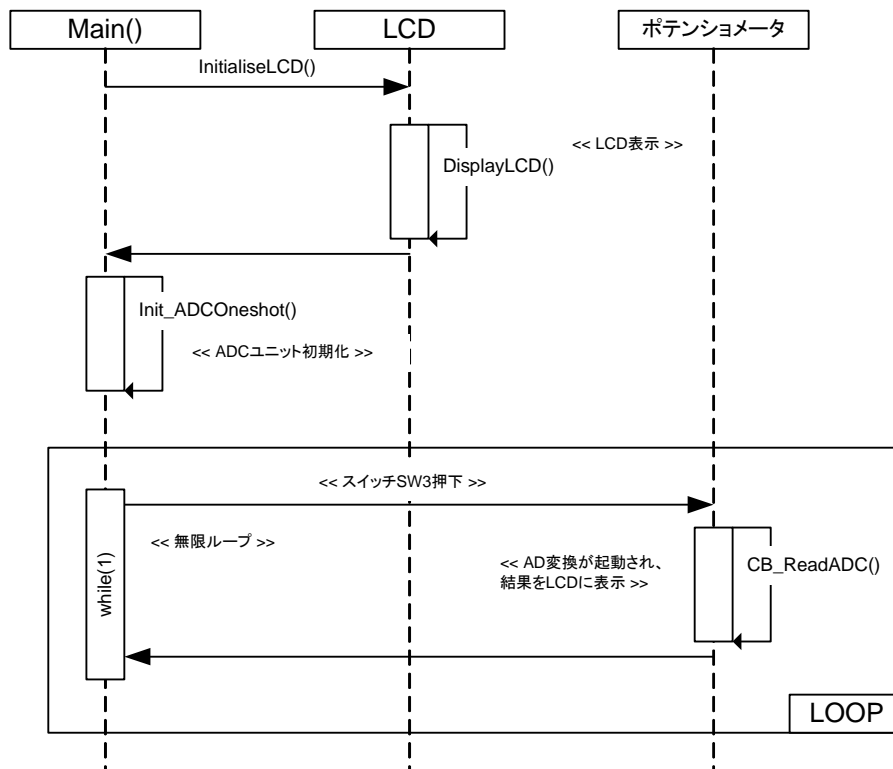 Main()
LCD
ポテンショメータ
InitialiseLCD()
<< LCD表示 >>
DisplayLCD()
Init_ADCOneshot()
<< ADCユニット初期化 >>
<< スイッチSW3押下 >>
while(1)
<< 無限ループ >>
<< AD変換が起動され、
結果をLCDに表示 >>
CB_ReadADC()
LOOP